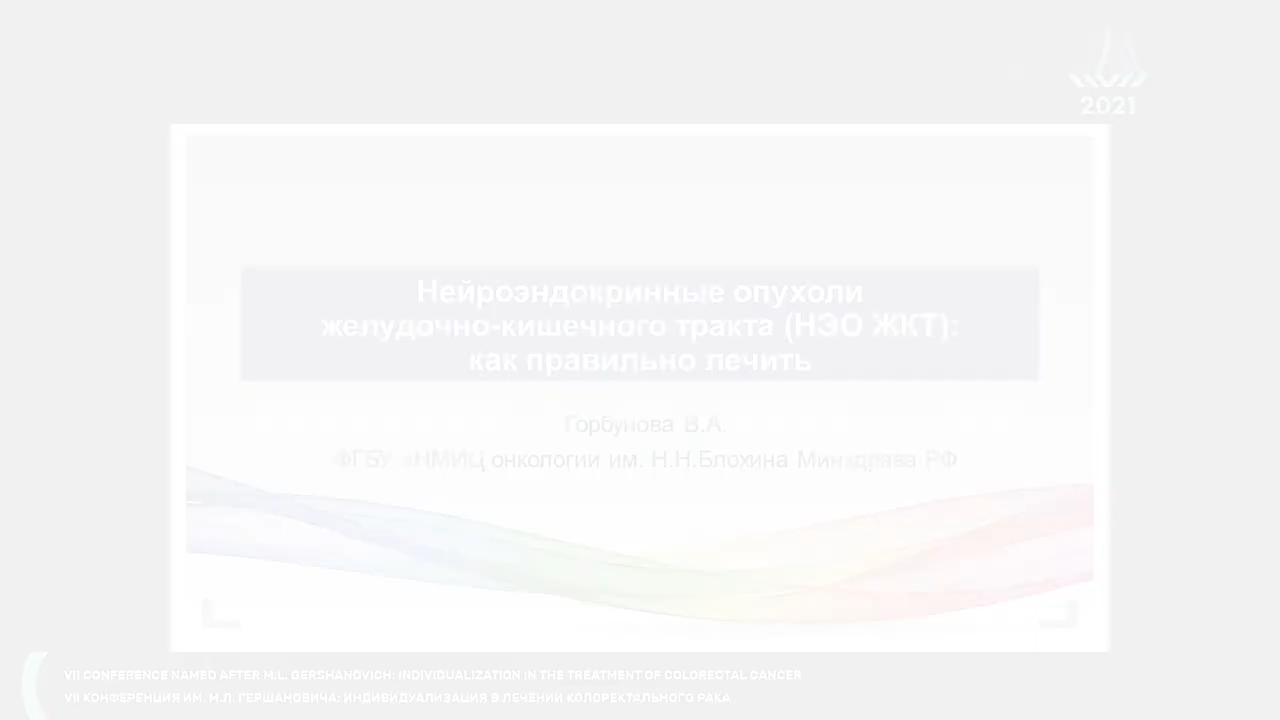 2021
Нейроэндокринные опухоли
желудочно-кишечного тракта (НЭО ЖКТ):
как правильно лечить
Горбунова В.А.
ФГБУ «НМИЦ онкологии им. Н.Н.Блохина Минздрава РФ
VII CONFERENCE NAMED AFTER M.L. GERSHANOVICH: INDIVIDUALIZATION IN THE TREATMENT OF COLORECTAL CANCER
VII КОНФЕРЕНЦИЯ ИМ. М.Л. ГЕРШАНОВИЧА: ИНДИВИДУАЛИЗАЦИЯ В ЛЕЧЕНИИ КОЛОРЕКТАЛЬНОГО РАКА